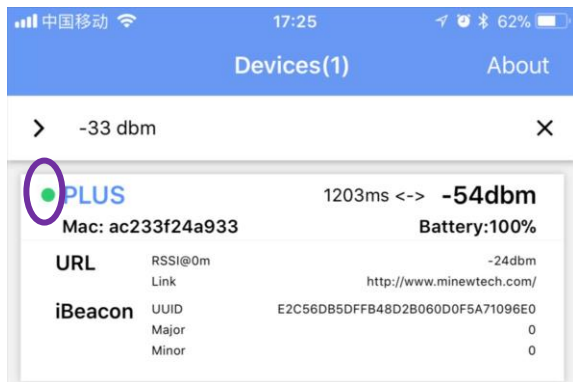 中国移动 17:25 62%
Devices(1) About
-33 dbm
PLUS 1203ms <-> -54dbm
Mac: ac233f24a933 Battery:100%
URL RSSI@0m -24dbm
Link http://www.minewtech.com/
iBeacon UUID E2C56DB5DFFB48D2B060D0F5A71096E0
Major 0
Minor 0